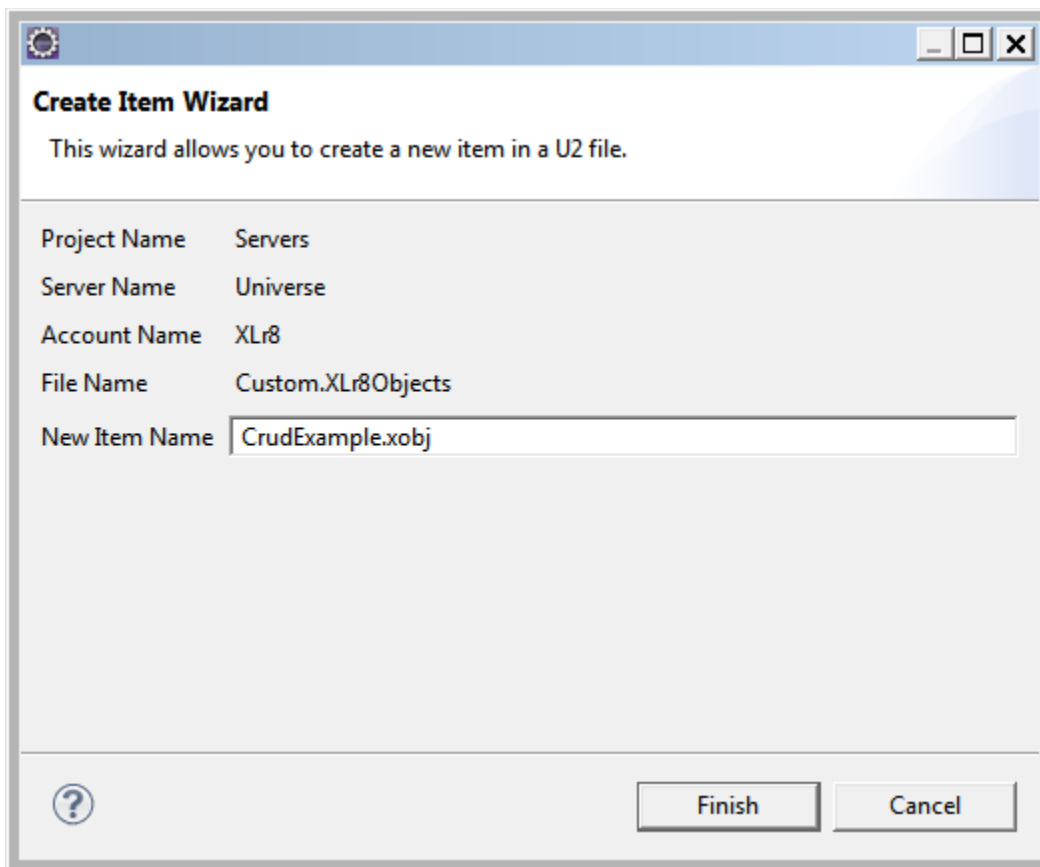 Create Item Wizard
This wizard allows you to create a new item in a U2 file.
Project Name Servers
Server Name Universe
Account Name XLr8
File Name Custom.XLr8Objects
New Item Name CrudExample.xobj
?
Finish Cancel